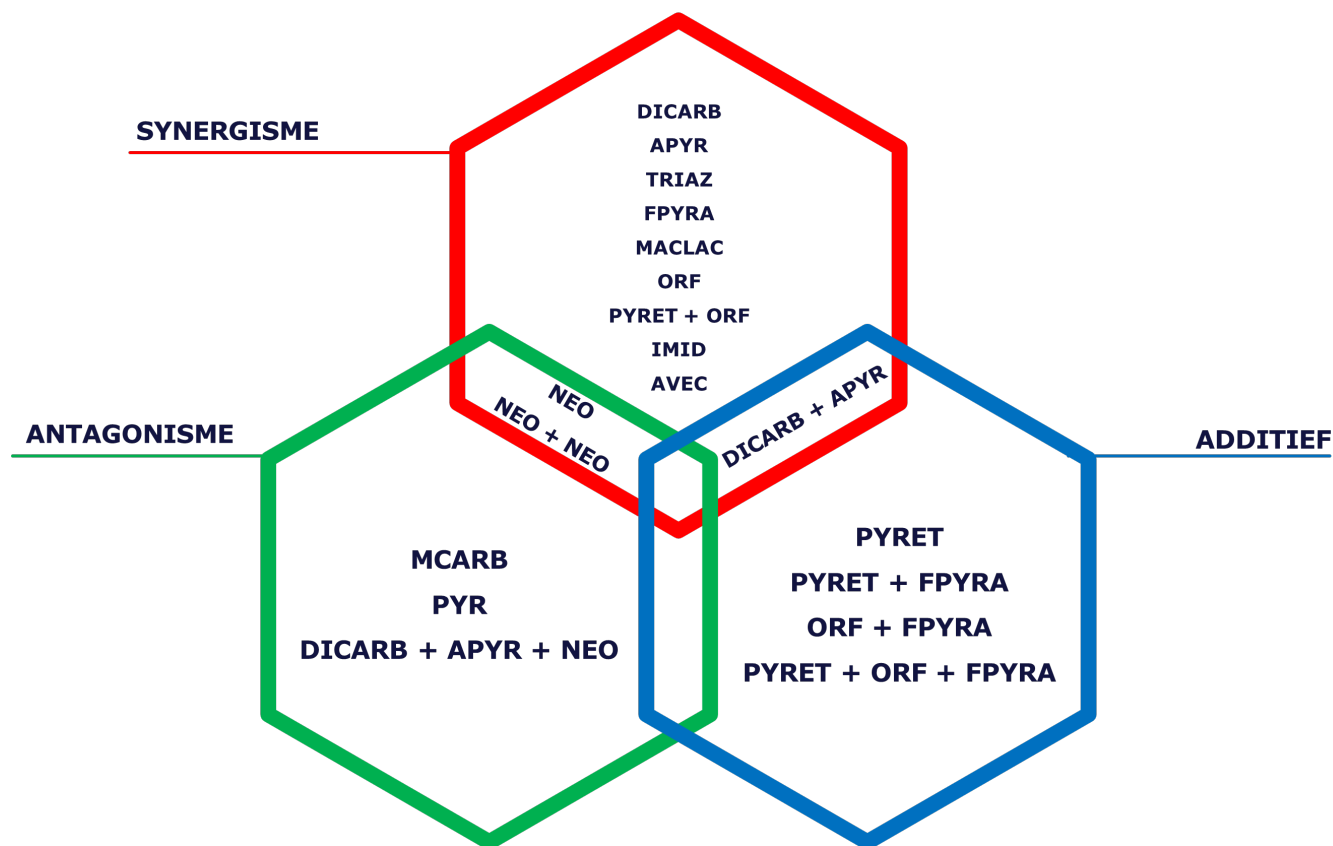 SYNERGISME
DICARB
APYR
TRIAZ
FPYRA
MACLAC
ORF
PYRET + ORF
IMID
AVEC
NEO
NEO + NEO
DICARB + APYR
ANTAGONISME
MCARB
PYR
DICARB + APYR + NEO
ADDITIEF
PYRET
PYRET + FPYRA
ORF + FPYRA
PYRET + ORF + FPYRA